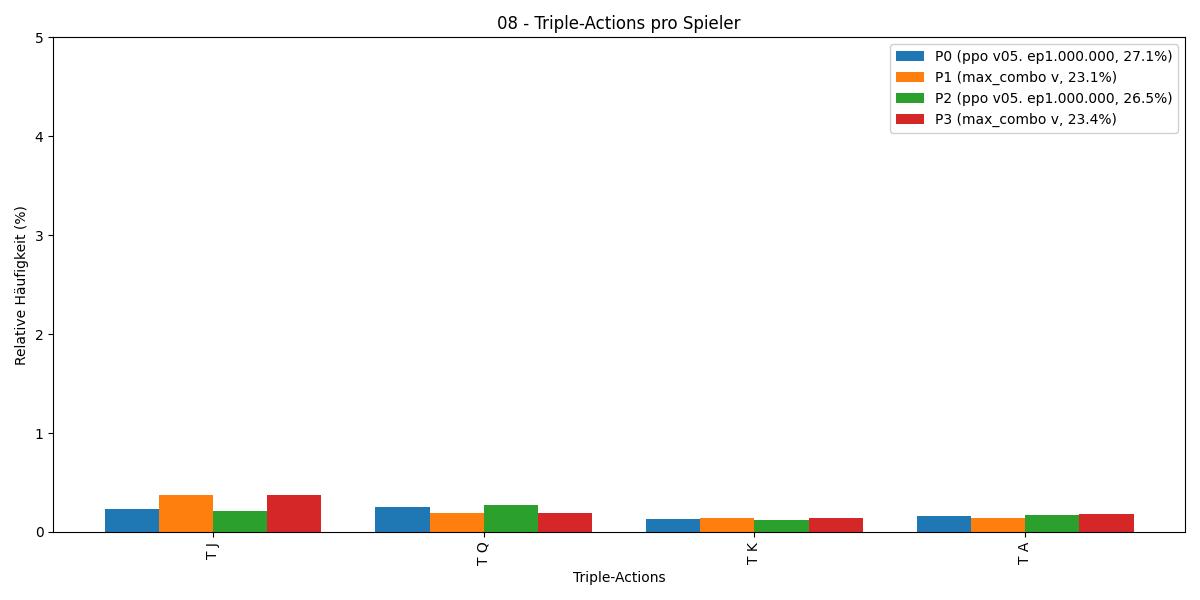 08 - Triple-Actions pro Spieler
P0 (ppo v05. ep1.000.000, 27.1%)
P1 (max_combo v, 23.1%)
P2 (ppo v05. ep1.000.000, 26.5%)
P3 (max_combo v, 23.4%)
Relative Häufigkeit (%)
5
4
3
2
1
0
T J
T Q
T K
T A
Triple-Actions